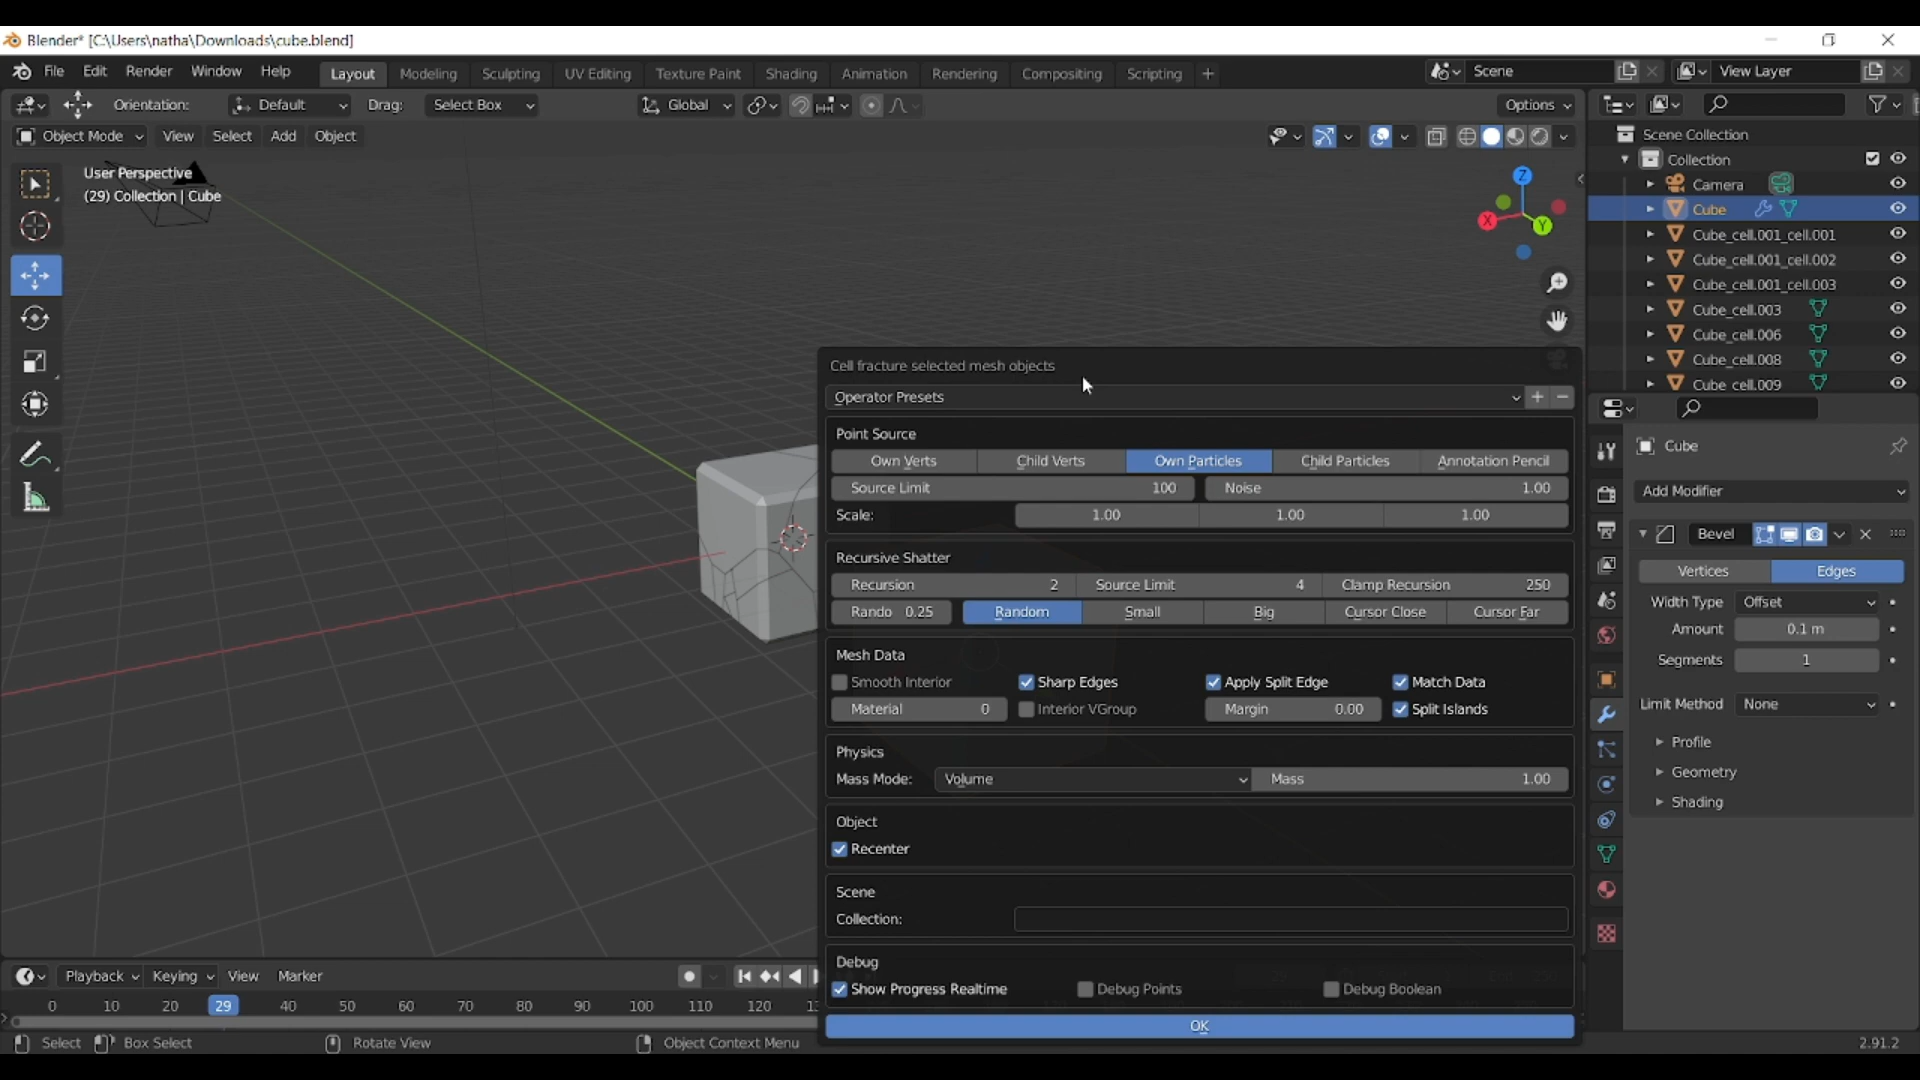 Blender* [C:\Users\natha\Downloads\cube.blend]
File Edit Render Window Help Layout Modeling Sculpting UV Editing Texture Paint Shading Animation Rendering Compositing Scripting + Scene View Layer
Orientation: Default Drag: Select Box Global Options
Object Mode View Select Add Object
User Perspective
(29) Collection | Cube
Z
X
Y
Scene Collection
Collection
Camera
Cube
Cube_cell.001_cell.001
Cube_cell.001_cell.002
Cube_cell.001_cell.003
Cube_cell.003
Cube_cell.006
Cube_cell.008
Cube_cell.009
Cell fracture selected mesh objects
Operator Presets
Point Source
Own Verts Child Verts Own Particles Child Particles Annotation Pencil
Source Limit 100 Noise 1.00
Scale: 1.00 1.00 1.00
Recursive Shatter
Recursion 2 Source Limit 4 Clamp Recursion 250
Rando 0.25 Random Small Big Cursor Close Cursor Far
Mesh Data
Smooth Interior Sharp Edges Apply Split Edge Match Data
Material 0 Interior VGroup Margin 0.00 Split Islands
Physics
Mass Mode: Volume Mass 1.00
Object
Recenter
Scene
Collection:
Debug
Show Progress Realtime Debug Points Debug Boolean
OK
Cube
Add Modifier
Bevel
Vertices Edges
Width Type Offset
Amount 0.1 m
Segments 1
Limit Method None
Profile
Geometry
Shading
Playback Keying View Marker
0 10 20 29 40 50 60 70 80 90 100 110 120
Select Box Select Rotate View Object Context Menu 2.91.2